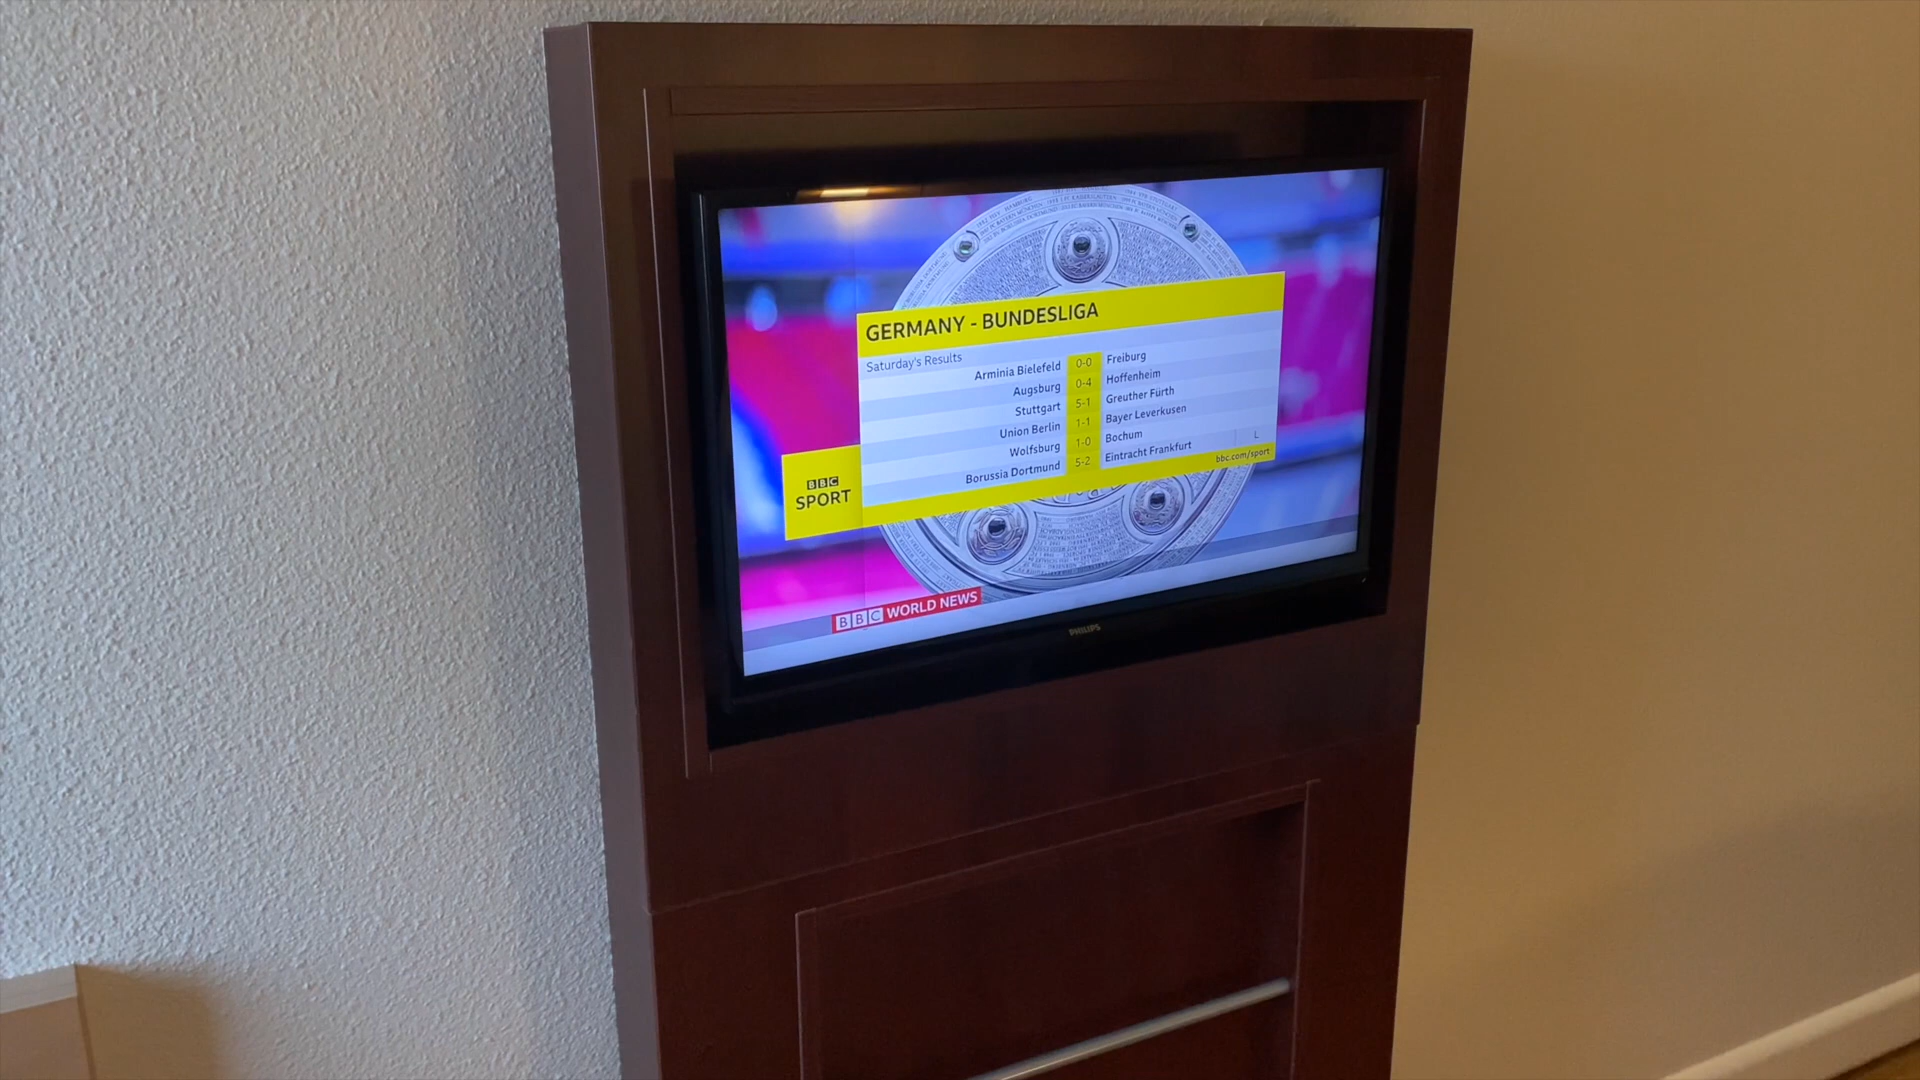 GERMANY - BUNDESLIGA
Saturday's Results
Arminia Bielefeld 0-0 Freiburg
Augsburg 0-4 Hoffenheim
Stuttgart 5-1 Greuther Fürth
Union Berlin 1-1 Bayer Leverkusen
Wolfsburg 1-0 Bochum
Borussia Dortmund 5-2 Eintracht Frankfurt
L
bbc.com/sport
BBC
SPORT
BBC WORLD NEWS
PHILIPS